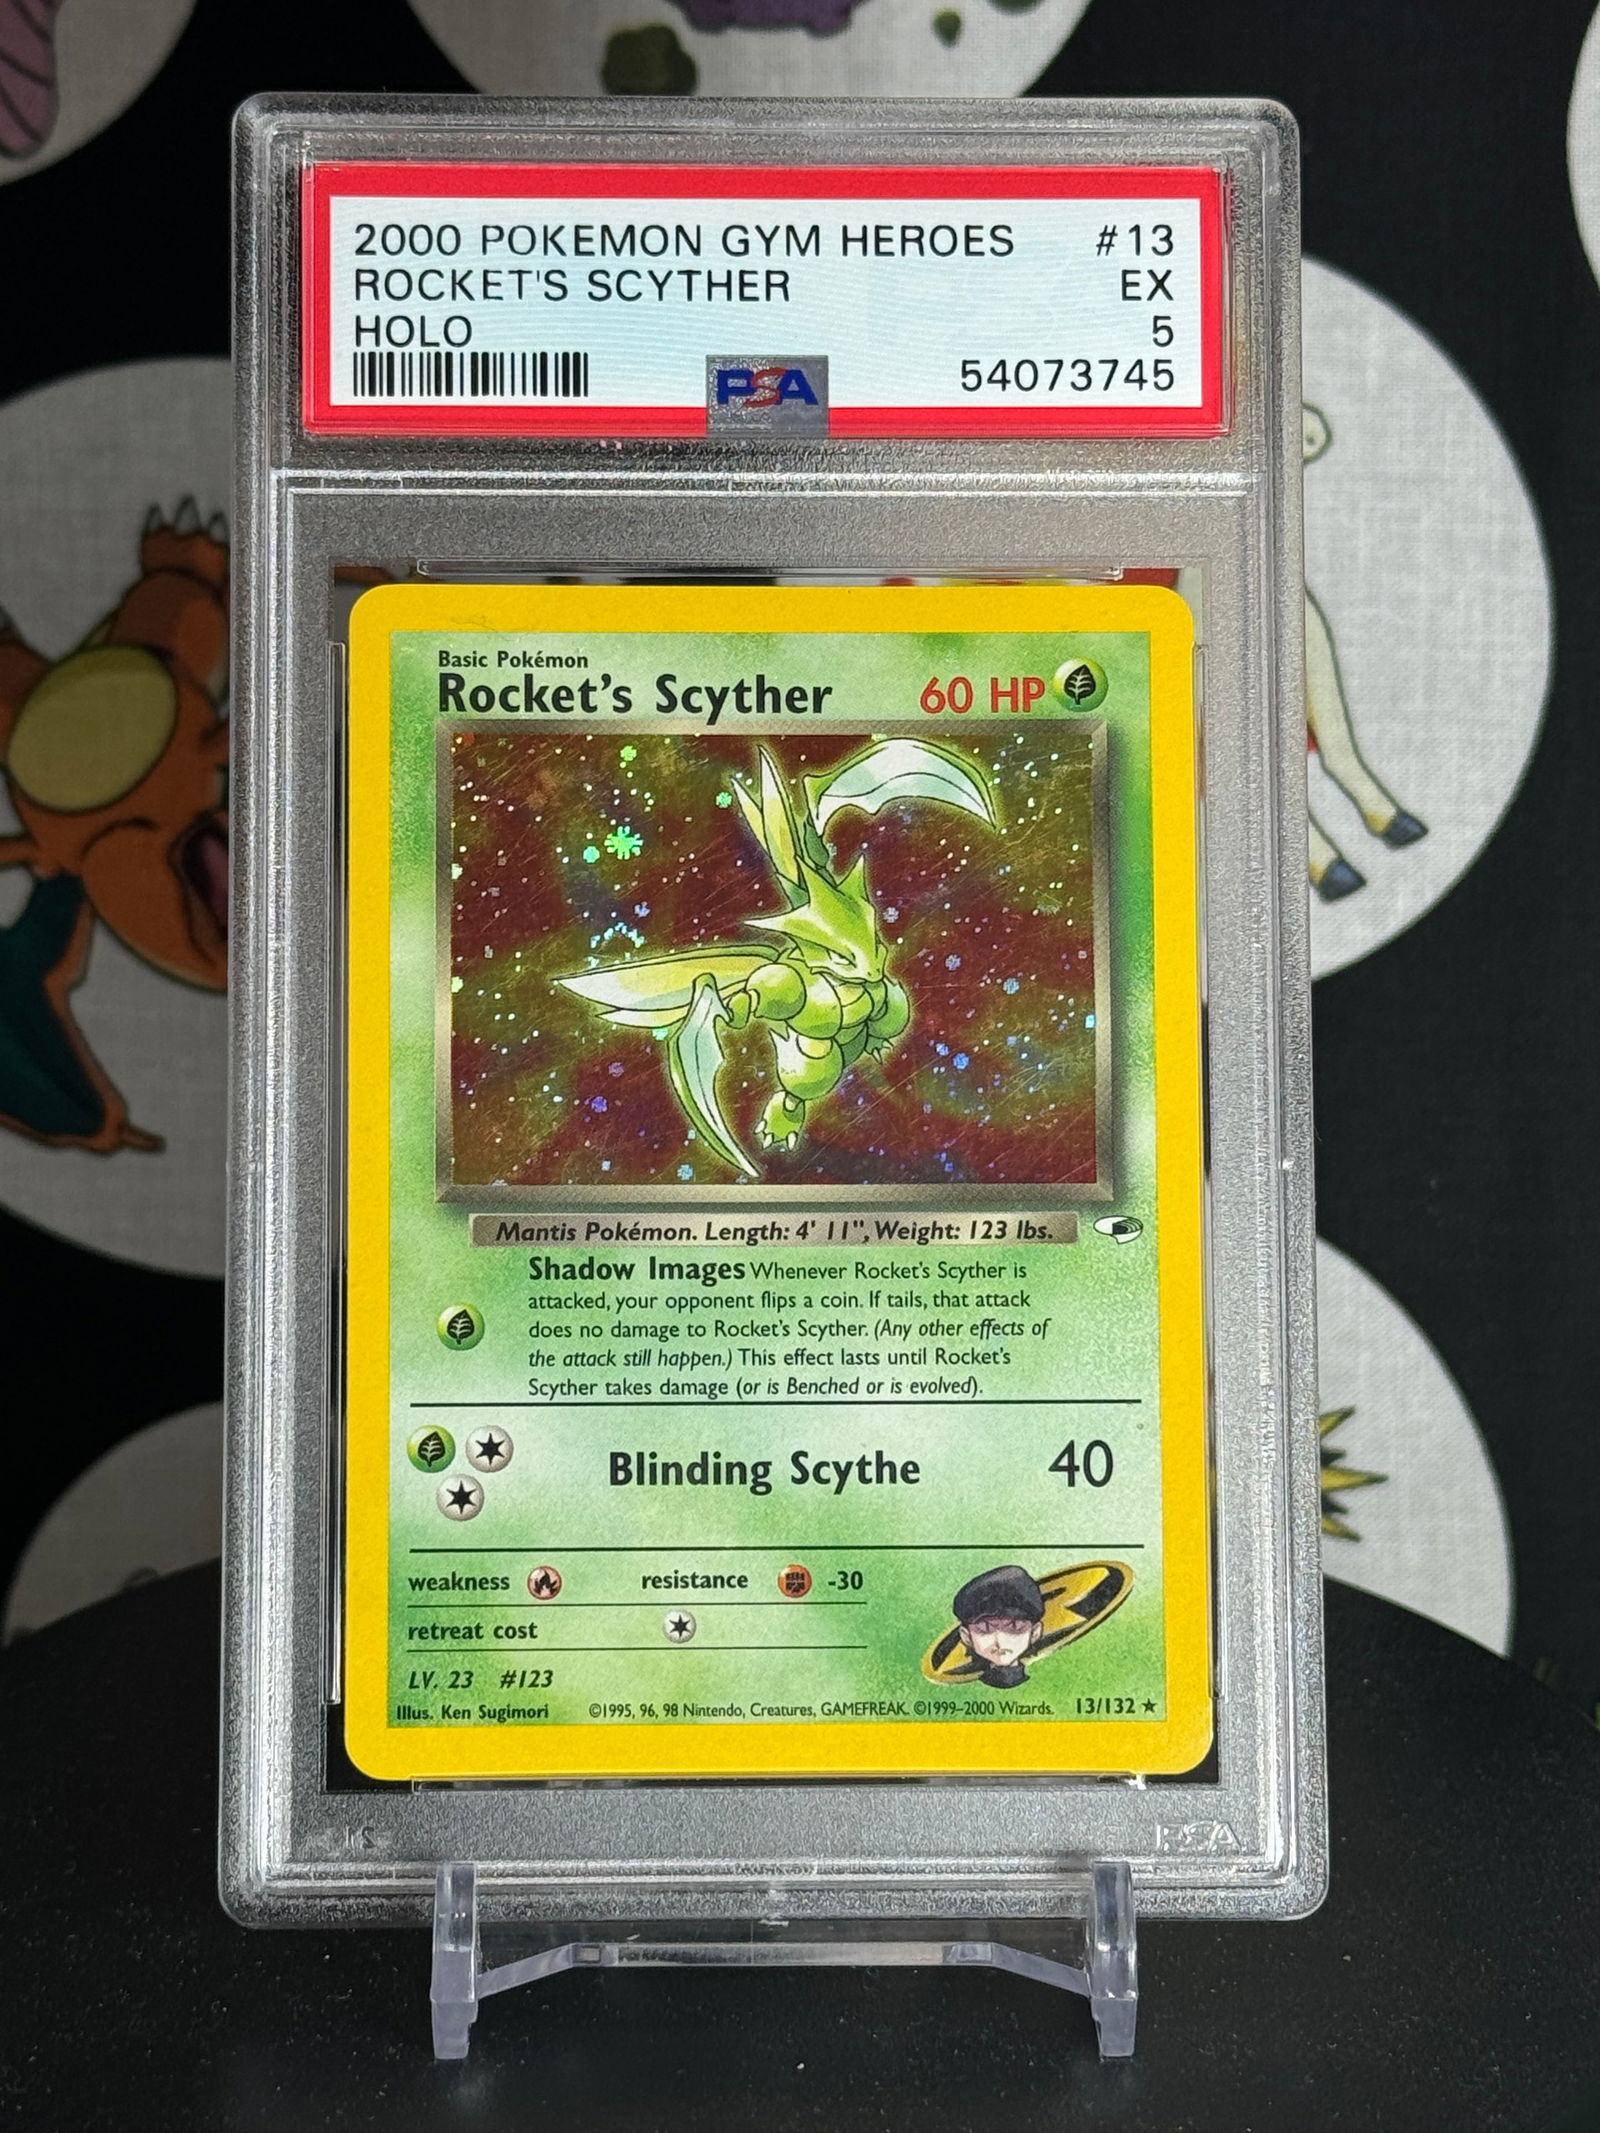 2000 POKEMON GYM HEROES #13
ROCKET'S SCYTHER EX
HOLO 5
PSA 54073745
Basic Pokémon
Rocket's Scyther 60 HP
Mantis Pokémon. Length: 4' 11", Weight: 123 lbs.
Shadow Images Whenever Rocket's Scyther is
attacked, your opponent flips a coin. If tails, that attack
does no damage to Rocket's Scyther. (Any other effects of
the attack still happen.) This effect lasts until Rocket's
Scyther takes damage (or is Benched or is evolved).
Blinding Scythe 40
weakness resistance -30
retreat cost
LV. 23 #123
Illus. Ken Sugimori ©1995, 96, 98 Nintendo, Creatures, GAMEFREAK. ©1999–2000 Wizards. 13/132 ★
PSA